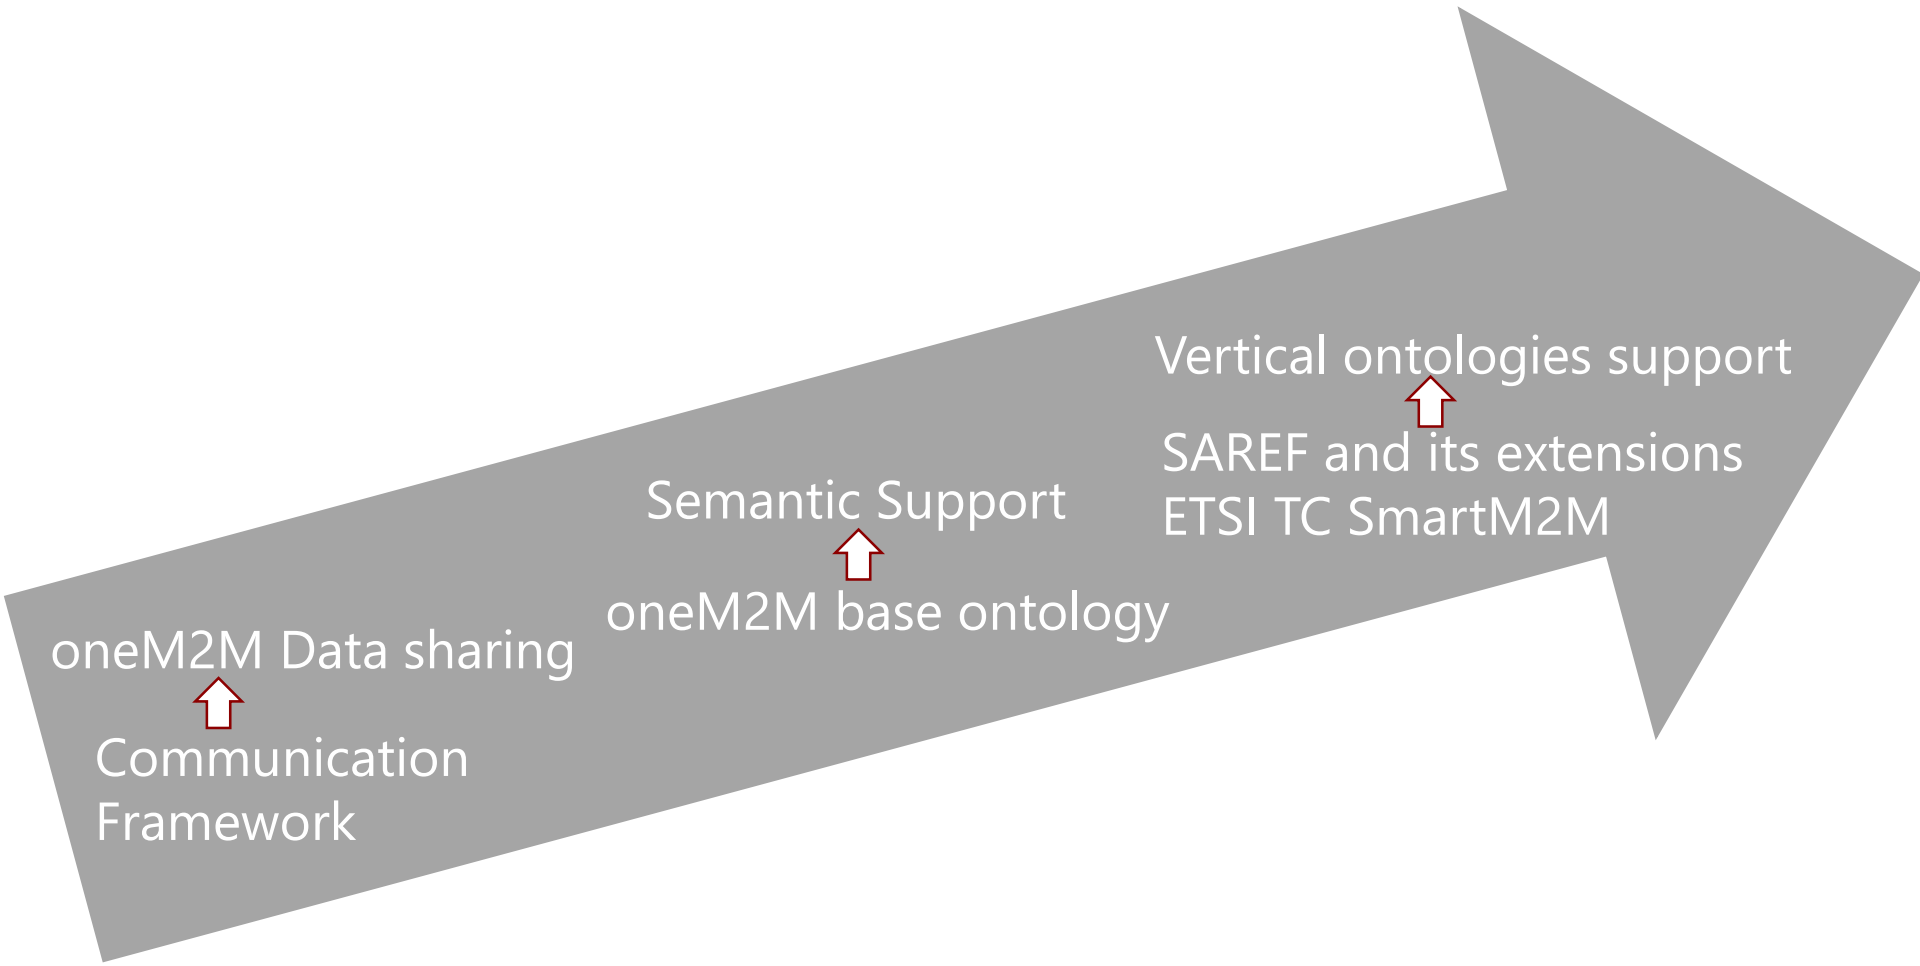 oneM2M Data sharing
Communication
Framework
Semantic Support
oneM2M base ontology
Vertical ontologies support
SAREF and its extensions
ETSI TC SmartM2M